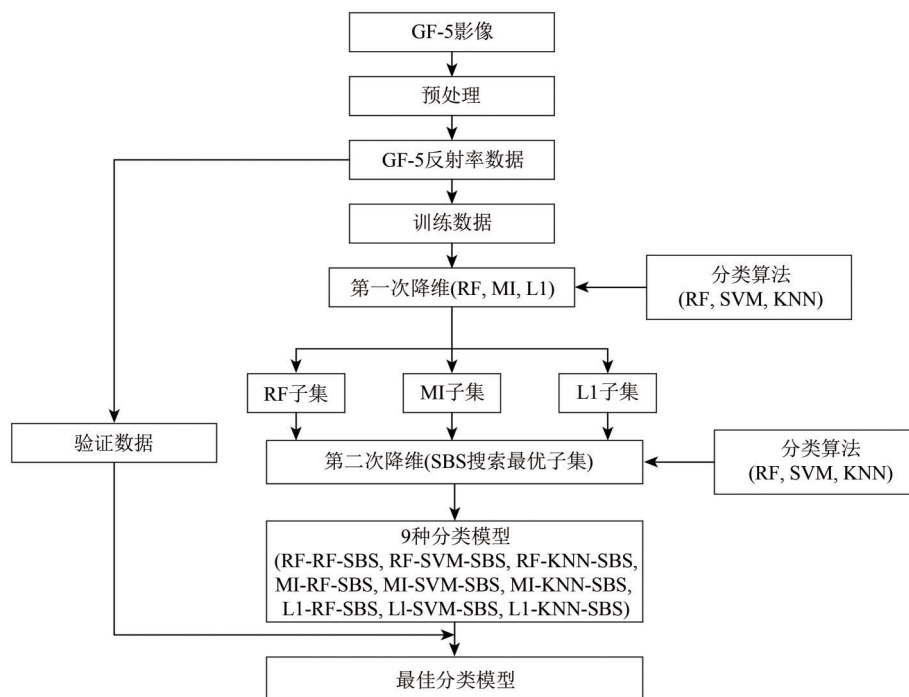 GF-5影像
预处理
GF-5反射率数据
训练数据
第一次降维(RF, MI, L1)
分类算法
(RF, SVM, KNN)
RF子集
MI子集
L1子集
验证数据
第二次降维(SBS搜索最优子集)
分类算法
(RF, SVM, KNN)
9种分类模型
(RF-RF-SBS, RF-SVM-SBS, RF-KNN-SBS,
MI-RF-SBS, MI-SVM-SBS, MI-KNN-SBS,
L1-RF-SBS, Ll-SVM-SBS, L1-KNN-SBS)
最佳分类模型